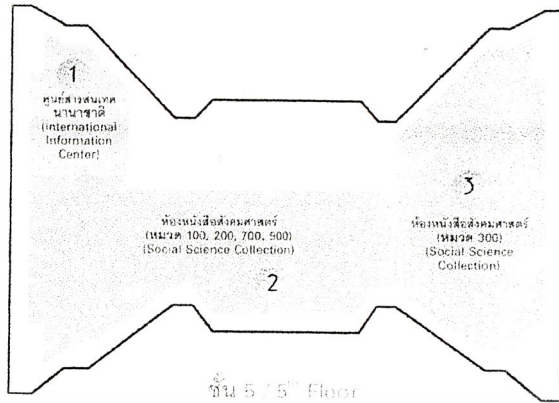 1
ศูนย์สารสนเทศ
นานาชาติ
(International
Information
Center)
ห้องหนังสือสังคมศาสตร์
(หมวด 100, 200, 700, 900)
(Social Science Collection)
2
3
ห้องหนังสือสังคมศาสตร์
(หมวด 300)
(Social Science
Collection)
ชั้น 5 / 5th Floor